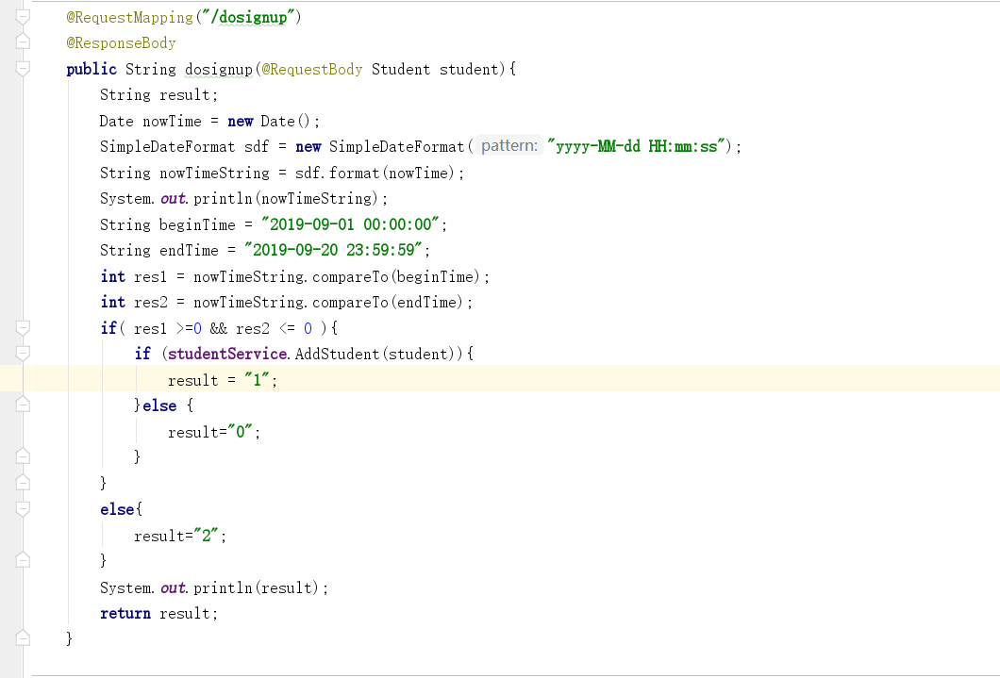 @RequestMapping("/dosignup")
@ResponseBody
public String dosignup(@RequestBody Student student){
String result;
Date nowTime = new Date();
SimpleDateFormat sdf = new SimpleDateFormat( pattern: "yyyy-MM-dd HH:mm:ss");
String nowTimeString = sdf.format(nowTime);
System.out.println(nowTimeString);
String beginTime = "2019-09-01 00:00:00";
String endTime = "2019-09-20 23:59:59";
int res1 = nowTimeString.compareTo(beginTime);
int res2 = nowTimeString.compareTo(endTime);
if( res1 >=0 && res2 <= 0 ){
if (studentService.AddStudent(student)){
result = "1";
}else {
result="0";
}
}
else{
result="2";
}
System.out.println(result);
return result;
}